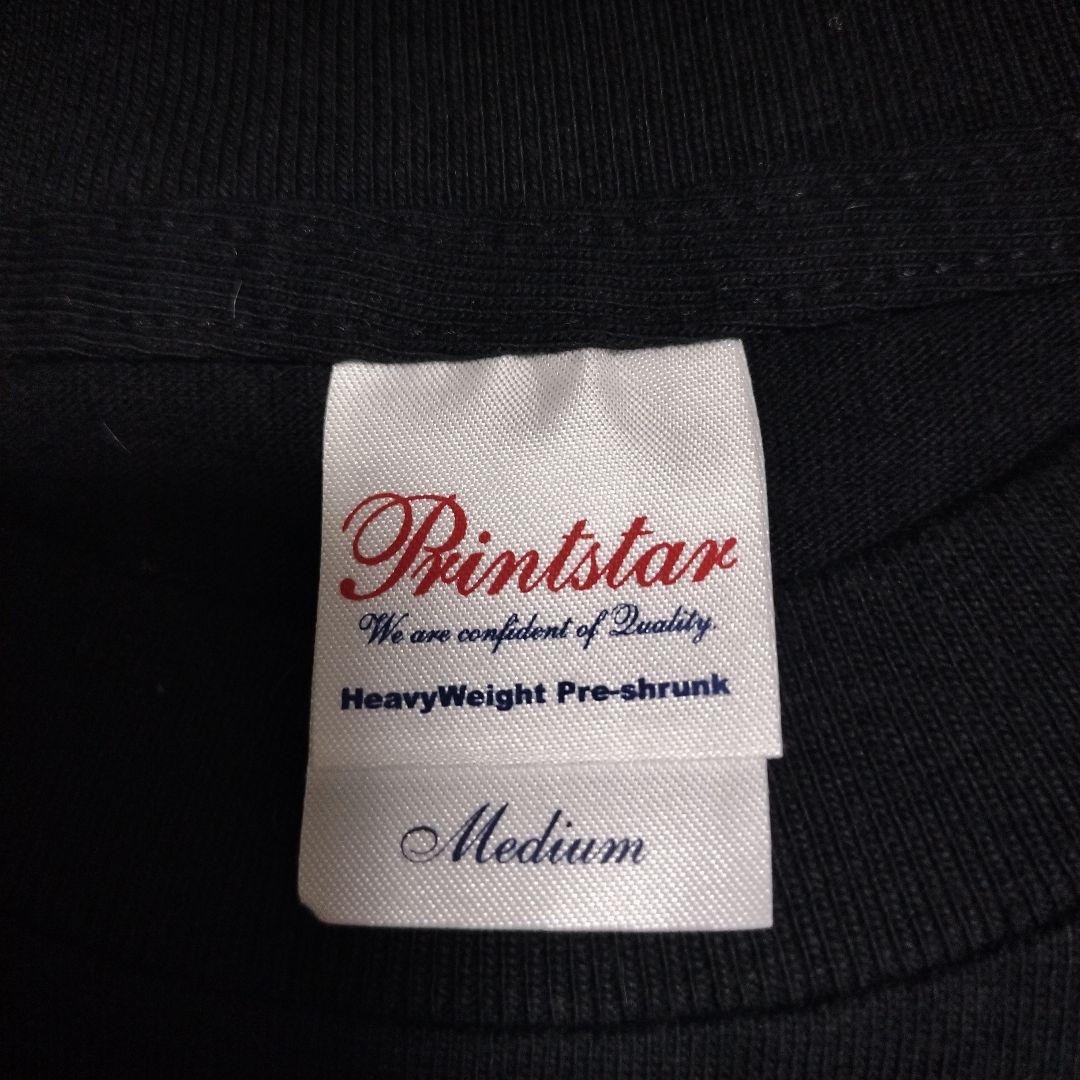 Printstar
We are confident of Quality.
HeavyWeight Pre-shrunk
Medium